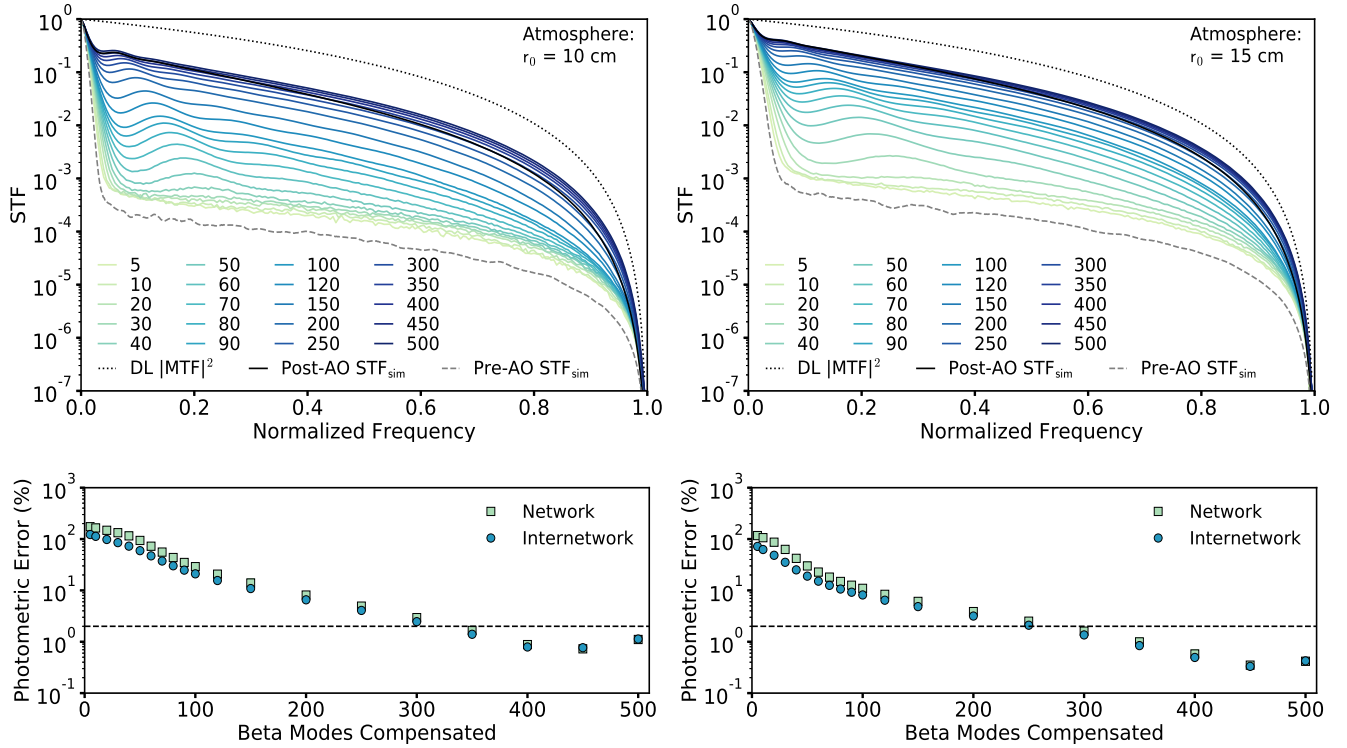 STF
10^0
10^-1
10^-2
10^-3
10^-4
10^-5
10^-6
10^-7
Atmosphere:
r_0 = 10 cm
5 50 100 300
10 60 120 350
20 70 150 400
30 80 200 450
40 90 250 500
DL |MTF|^2 Post-AO STF_sim Pre-AO STF_sim
0.0 0.2 0.4 0.6 0.8 1.0
Normalized Frequency
STF
10^0
10^-1
10^-2
10^-3
10^-4
10^-5
10^-6
10^-7
Atmosphere:
r_0 = 15 cm
5 50 100 300
10 60 120 350
20 70 150 400
30 80 200 450
40 90 250 500
DL |MTF|^2 Post-AO STF_sim Pre-AO STF_sim
0.0 0.2 0.4 0.6 0.8 1.0
Normalized Frequency
Photometric Error (%)
10^3
10^2
10^1
10^0
10^-1
Network
Internetwork
0 100 200 300 400 500
Beta Modes Compensated
Photometric Error (%)
10^3
10^2
10^1
10^0
10^-1
Network
Internetwork
0 100 200 300 400 500
Beta Modes Compensated